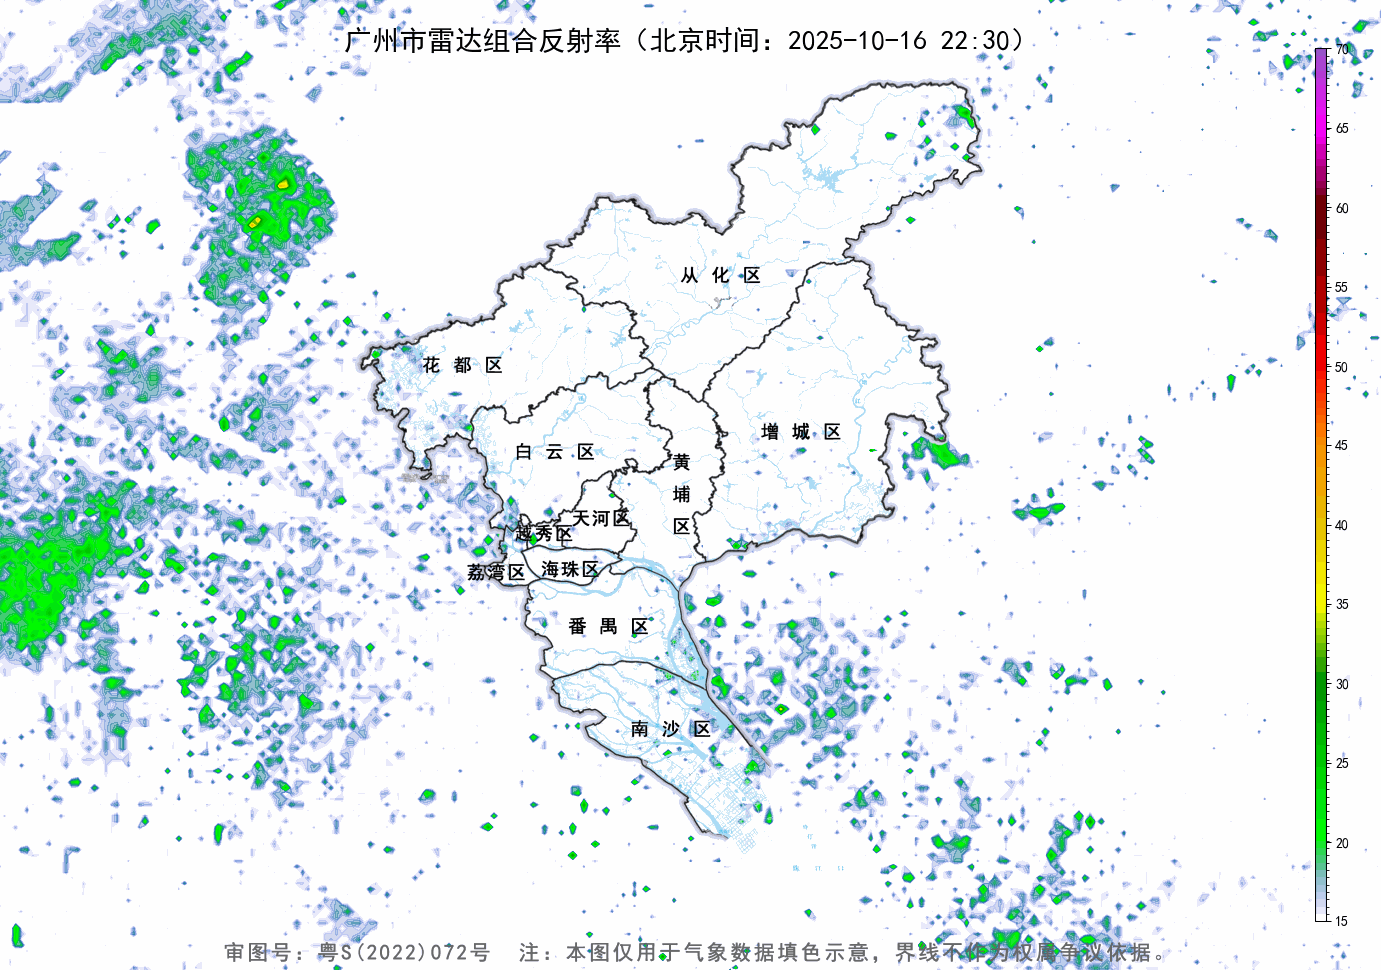 广州市雷达组合反射率（北京时间：2025-10-16 22:30）
70
65
60
55
50
45
40
35
30
25
20
15
从化区
花都区
增城区
白云区
黄埔区
天河区
越秀区
荔湾区
海珠区
番禺区
南沙区
审图号：粤S(2022)072号 注：本图仅用于气象数据填色示意，界线不作为权属争议依据。